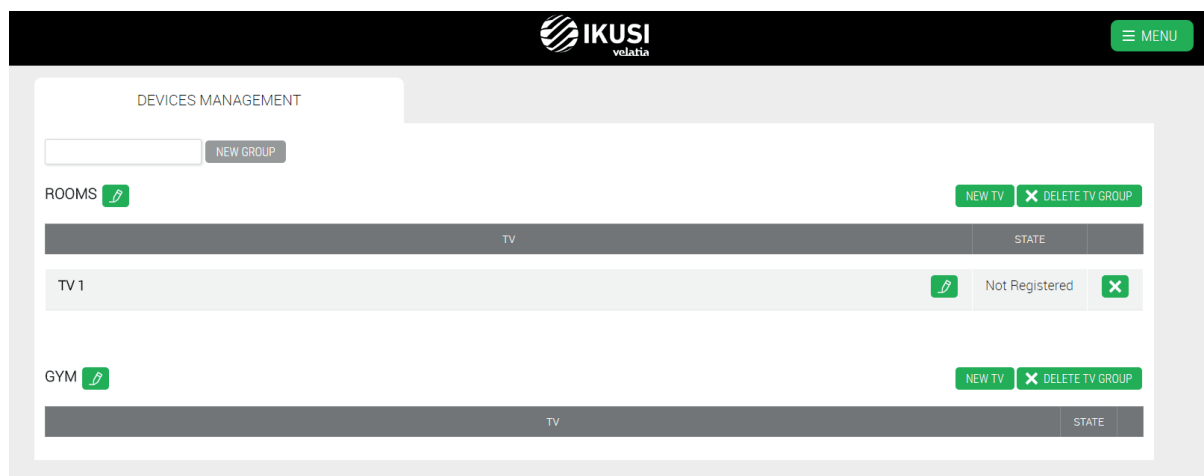 IKUSI
velatia
MENU
DEVICES MANAGEMENT
NEW GROUP
ROOMS NEW TV DELETE TV GROUP
TV STATE
TV 1 Not Registered
GYM NEW TV DELETE TV GROUP
TV STATE